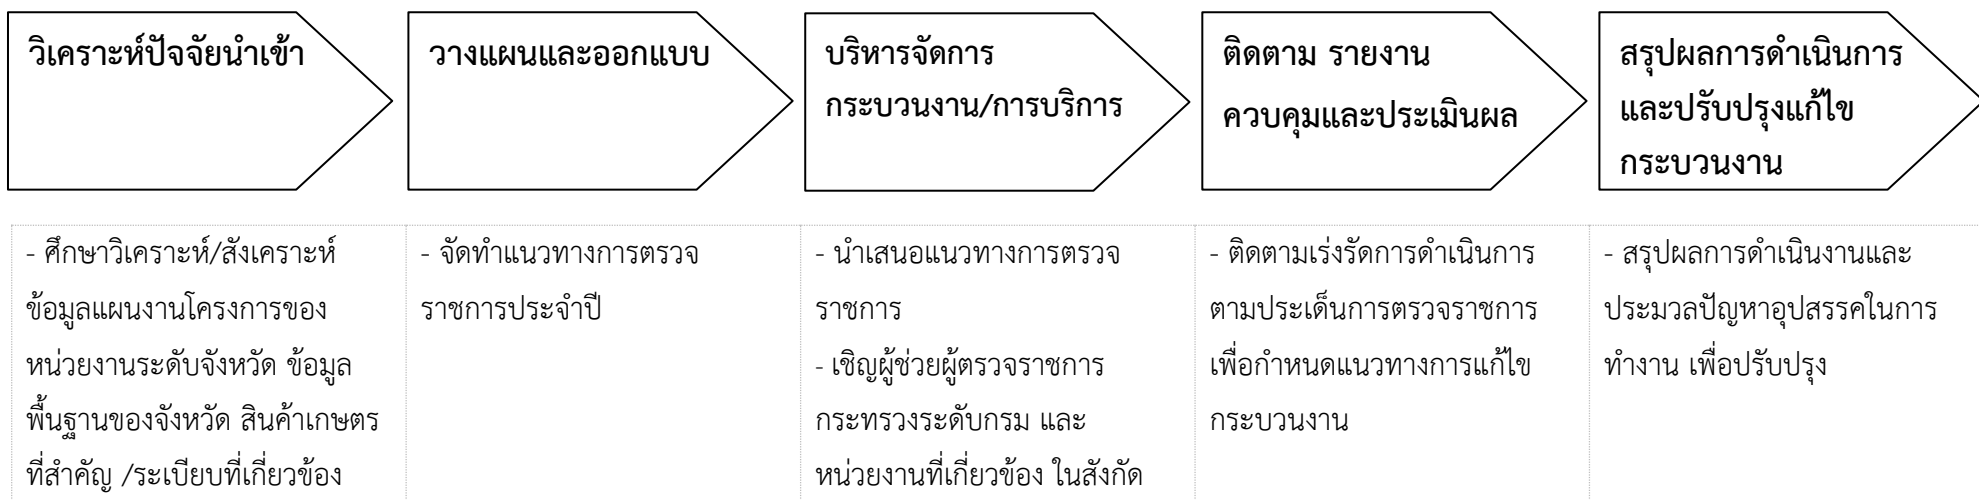 วิเคราะห์ปัจจัยนำเข้า
วางแผนและออกแบบ
บริหารจัดการ
กระบวนงาน/การบริการ
ติดตาม รายงาน
ควบคุมและประเมินผล
สรุปผลการดำเนินการ
และปรับปรุงแก้ไข
กระบวนงาน
- ศึกษาวิเคราะห์/สังเคราะห์
ข้อมูลแผนงานโครงการของ
หน่วยงานระดับจังหวัด ข้อมูล
พื้นฐานของจังหวัด สินค้าเกษตร
ที่สำคัญ /ระเบียบที่เกี่ยวข้อง
- จัดทำแนวทางการตรวจ
ราชการประจำปี
- นำเสนอแนวทางการตรวจ
ราชการ
- เชิญผู้ช่วยผู้ตรวจราชการ
กระทรวงระดับกรม และ
หน่วยงานที่เกี่ยวข้อง ในสังกัด
- ติดตามเร่งรัดการดำเนินการ
ตามประเด็นการตรวจราชการ
เพื่อกำหนดแนวทางการแก้ไข
กระบวนงาน
- สรุปผลการดำเนินงานและ
ประมวลปัญหาอุปสรรคในการ
ทำงาน เพื่อปรับปรุง